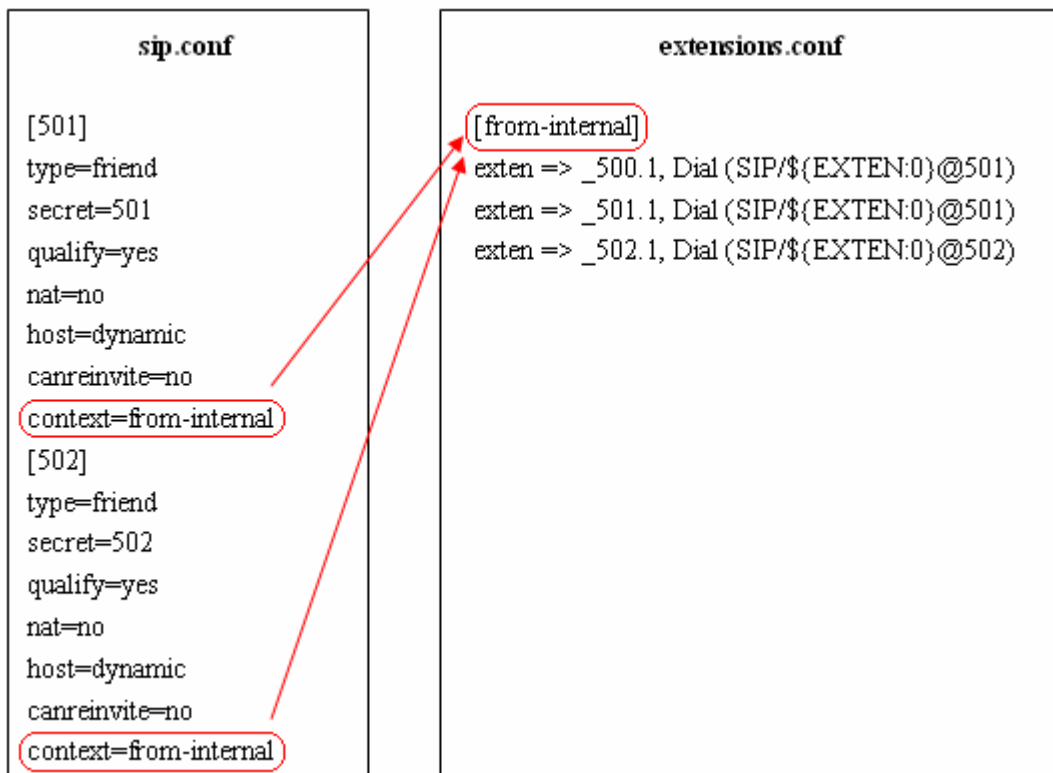 sip.conf
[501]
type=friend
secret=501
qualify=yes
nat=no
host=dynamic
canreinvite=no
context=from-internal
[502]
type=friend
secret=502
qualify=yes
nat=no
host=dynamic
canreinvite=no
context=from-internal
extensions.conf
[from-internal]
exten => _500.1, Dial (SIP/${EXTEN:0}@501)
exten => _501.1, Dial (SIP/${EXTEN:0}@501)
exten => _502.1, Dial (SIP/${EXTEN:0}@502)